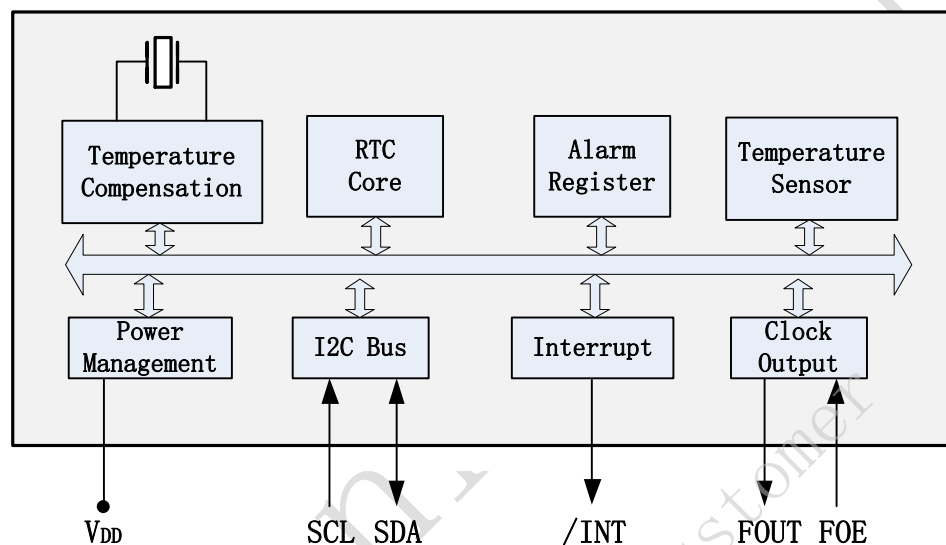 Temperature
Compensation
RTC
Core
Alarm
Register
Temperature
Sensor
Power
Management
I2C Bus
Interrupt
Clock
Output
VDD
SCL SDA
/INT
FOUT FOE